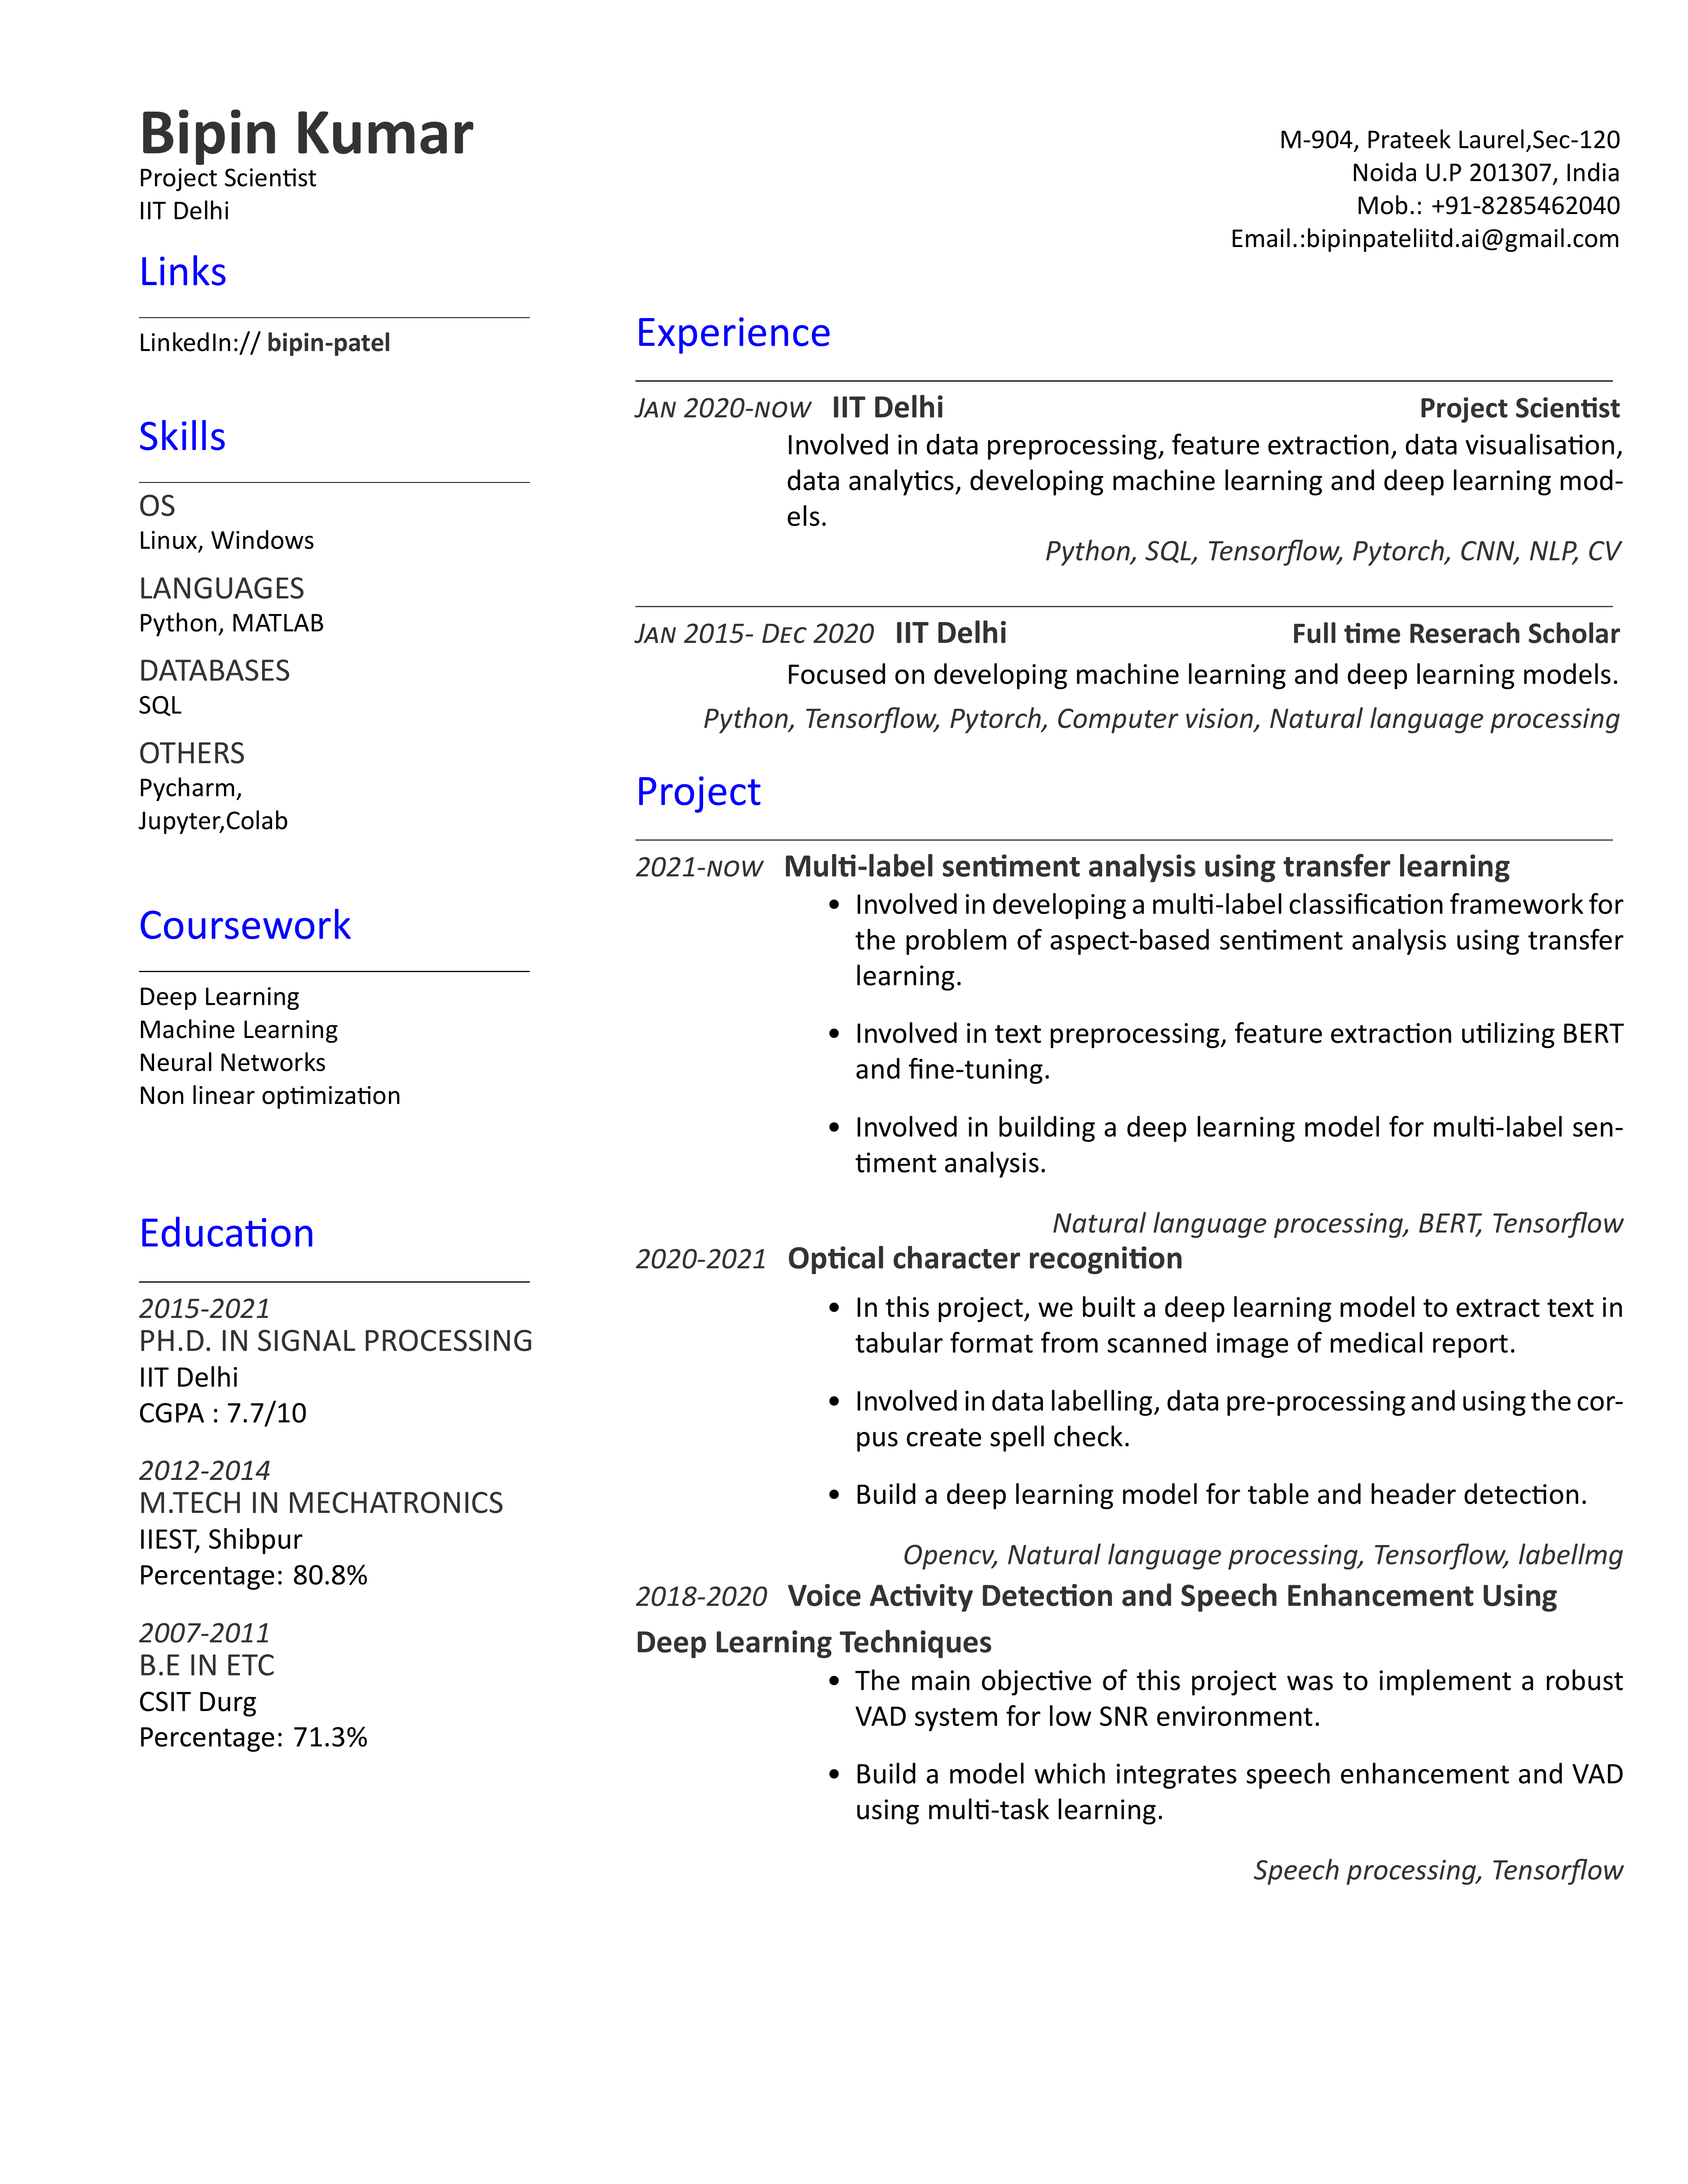 Bipin Kumar
Project Scientist
IIT Delhi
M-904, Prateek Laurel,Sec-120
Noida U.P 201307, India
Mob.: +91-8285462040
Email.:bipinpateliitd.ai@gmail.com
Links
LinkedIn:// bipin-patel
Skills
OS
Linux, Windows
LANGUAGES
Python, MATLAB
DATABASES
SQL
OTHERS
Pycharm,
Jupyter,Colab
Coursework
Deep Learning
Machine Learning
Neural Networks
Non linear optimization
Education
2015-2021
PH.D. IN SIGNAL PROCESSING
IIT Delhi
CGPA : 7.7/10
2012-2014
M.TECH IN MECHATRONICS
IIEST, Shibpur
Percentage: 80.8%
2007-2011
B.E IN ETC
CSIT Durg
Percentage: 71.3%
Experience
Jan 2020-now IIT Delhi Project Scientist
Involved in data preprocessing, feature extraction, data visualisation,
data analytics, developing machine learning and deep learning mod-
els.
Python, SQL, Tensorflow, Pytorch, CNN, NLP, CV
Jan 2015- Dec 2020 IIT Delhi Full time Reserach Scholar
Focused on developing machine learning and deep learning models.
Python, Tensorflow, Pytorch, Computer vision, Natural language processing
Project
2021-now Multi-label sentiment analysis using transfer learning
• Involved in developing a multi-label classification framework for
the problem of aspect-based sentiment analysis using transfer
learning.
• Involved in text preprocessing, feature extraction utilizing BERT
and fine-tuning.
• Involved in building a deep learning model for multi-label sen-
timent analysis.
Natural language processing, BERT, Tensorflow
2020-2021 Optical character recognition
• In this project, we built a deep learning model to extract text in
tabular format from scanned image of medical report.
• Involved in data labelling, data pre-processing and using the cor-
pus create spell check.
• Build a deep learning model for table and header detection.
Opencv, Natural language processing, Tensorflow, labellmg
2018-2020 Voice Activity Detection and Speech Enhancement Using
Deep Learning Techniques
• The main objective of this project was to implement a robust
VAD system for low SNR environment.
• Build a model which integrates speech enhancement and VAD
using multi-task learning.
Speech processing, Tensorflow